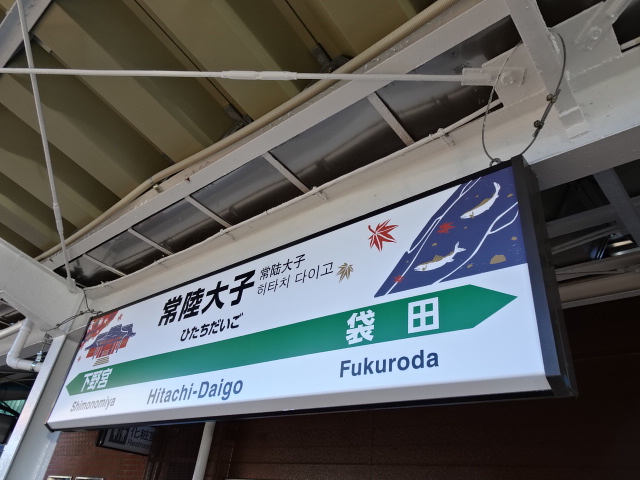 常陸大子
ひたちだいご
常陆大子
히타치 다이고
下野宮
袋田
Shimonomiya
Hitachi-Daigo
Fukuroda